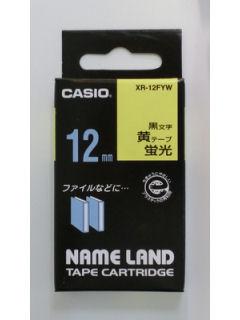 CASIO
XR-12FYW
黒文字
黄テープ
蛍光
12mm
ファイルなどに…
NAME LAND
TAPE CARTRIDGE